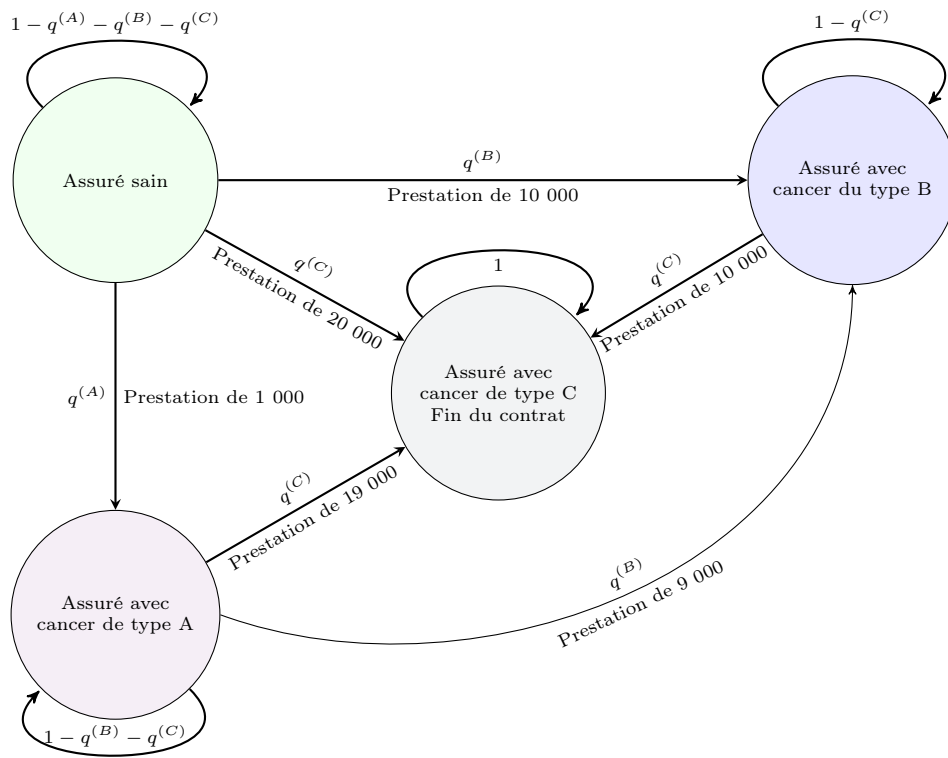 1 − q^(A) − q^(B) − q^(C)
1 − q^(C)
Assuré sain
q^(B)
Prestation de 10 000
Assuré avec
cancer du type B
q^(C)
Prestation de 20 000
1
q^(C)
Prestation de 10 000
Assuré avec
cancer de type C
Fin du contrat
q^(A)
Prestation de 1 000
q^(C)
Prestation de 19 000
q^(B)
Prestation de 9 000
Assuré avec
cancer de type A
1 − q^(B) − q^(C)